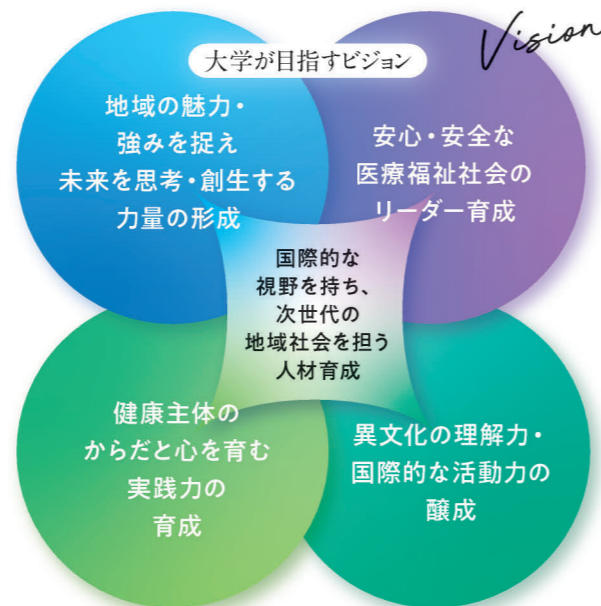 Vision
大学が目指すビジョン
地域の魅力・
強みを捉え
未来を思考・創生する
力量の形成
安心・安全な
医療福祉社会の
リーダー育成
国際的な
視野を持ち、
次世代の
地域社会を担う
人材育成
健康主体の
からだと心を育む
実践力の
育成
異文化の理解力・
国際的な活動力の
醸成